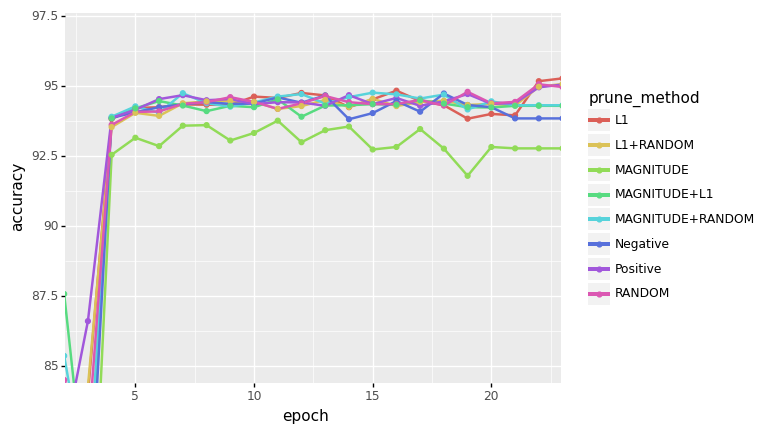 97.5
95
92.5
90
87.5
85
accuracy
5
10
15
20
epoch
prune_method
L1
L1+RANDOM
MAGNITUDE
MAGNITUDE+L1
MAGNITUDE+RANDOM
Negative
Positive
RANDOM